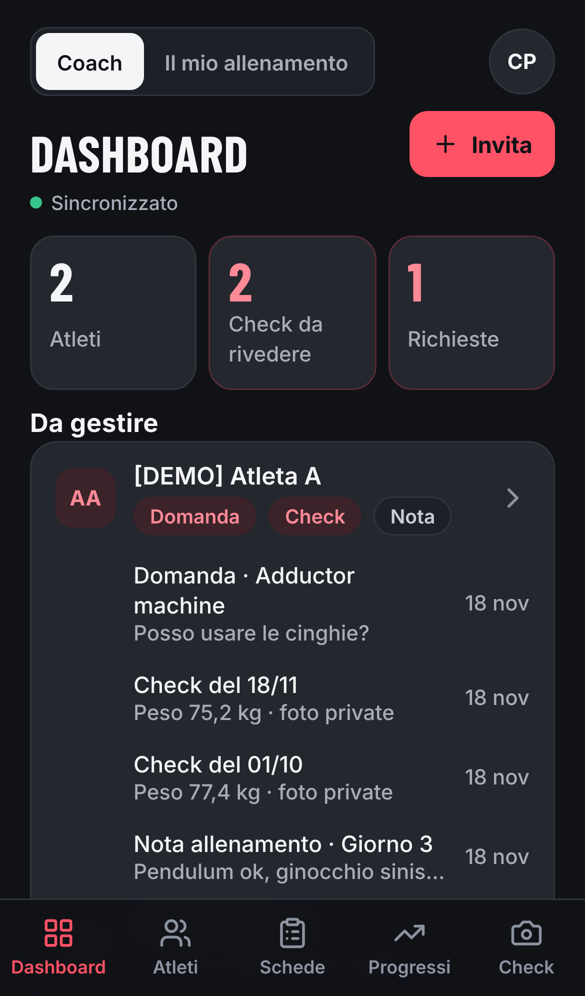 Coach
Il mio allenamento
CP
DASHBOARD
+ Invita
Sincronizzato
2
Atleti
2
Check da
rivedere
1
Richieste
Da gestire
AA
[DEMO] Atleta A
Domanda
Check
Nota
Domanda · Adductor
machine
Posso usare le cinghie?
18 nov
Check del 18/11
Peso 75,2 kg · foto private
18 nov
Check del 01/10
Peso 77,4 kg · foto private
18 nov
Nota allenamento · Giorno 3
Pendulum ok, ginocchio sinis...
18 nov
Dashboard
Atleti
Schede
Progressi
Check